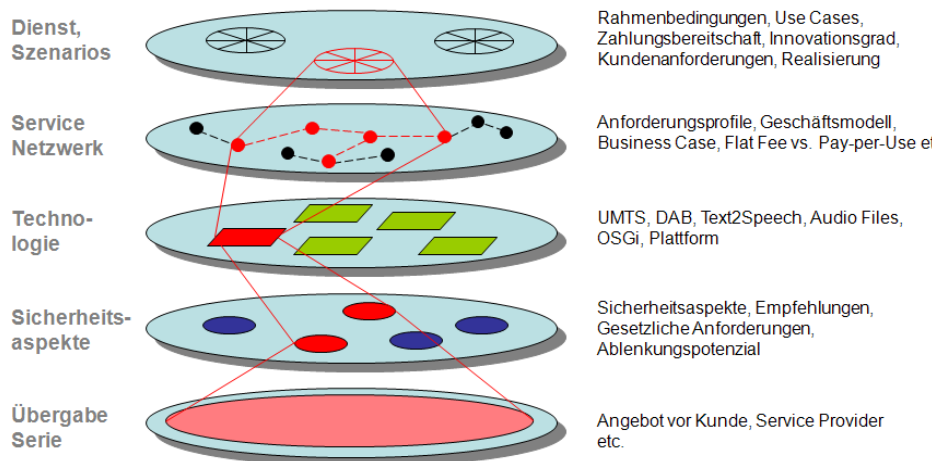 Dienst,
Szenarios
Rahmenbedingungen, Use Cases,
Zahlungsbereitschaft, Innovationsgrad,
Kundenanforderungen, Realisierung
Service
Netzwerk
Anforderungsprofile, Geschäftsmodell,
Business Case, Flat Fee vs. Pay-per-Use
Techno-
logie
UMTS, DAB, Text2Speech, Audio Files,
OSGi, Plattform
Sicherheits-
aspekte
Sicherheitsaspekte, Empfehlungen,
Gesetzliche Anforderungen,
Ablenkungspotenzial
Übergabe
Serie
Angebot vor Kunde, Service Provider
etc.